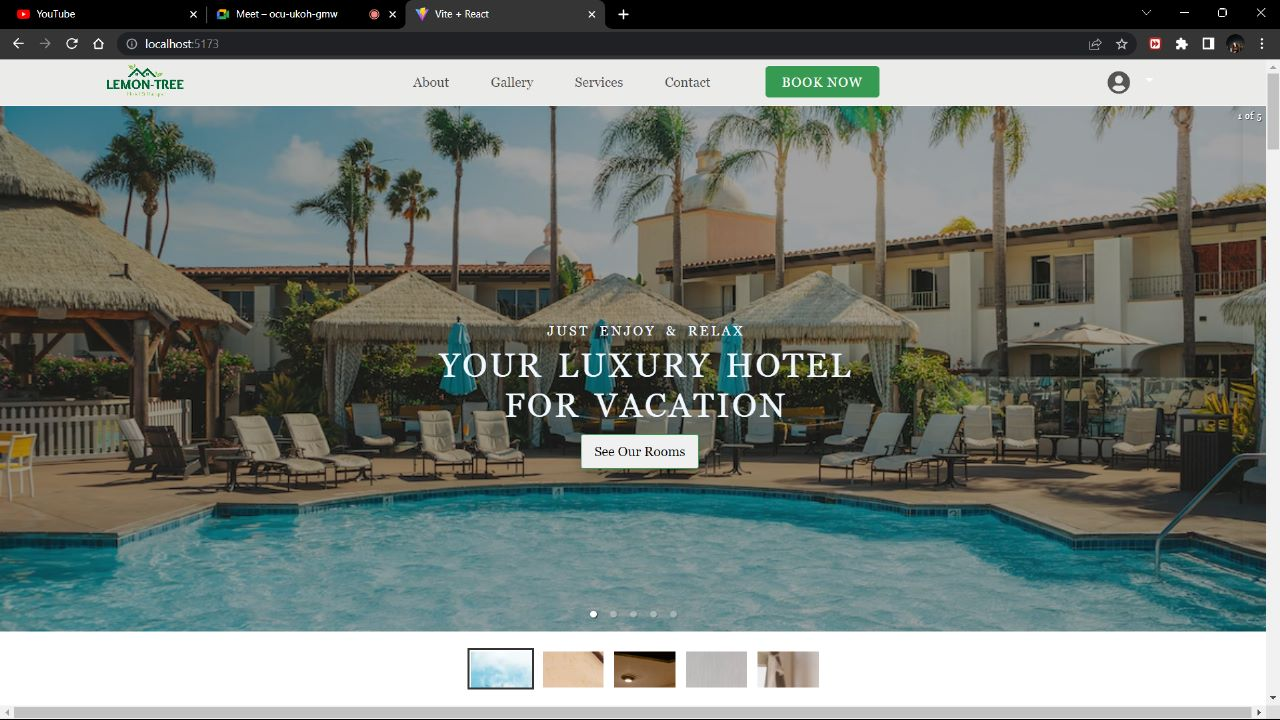 YouTube
Meet – ocu-ukoh-gmw
Vite + React
localhost:5173
LEMON-TREE
About
Gallery
Services
Contact
BOOK NOW
1 of 5
JUST ENJOY & RELAX
YOUR LUXURY HOTEL
FOR VACATION
See Our Rooms